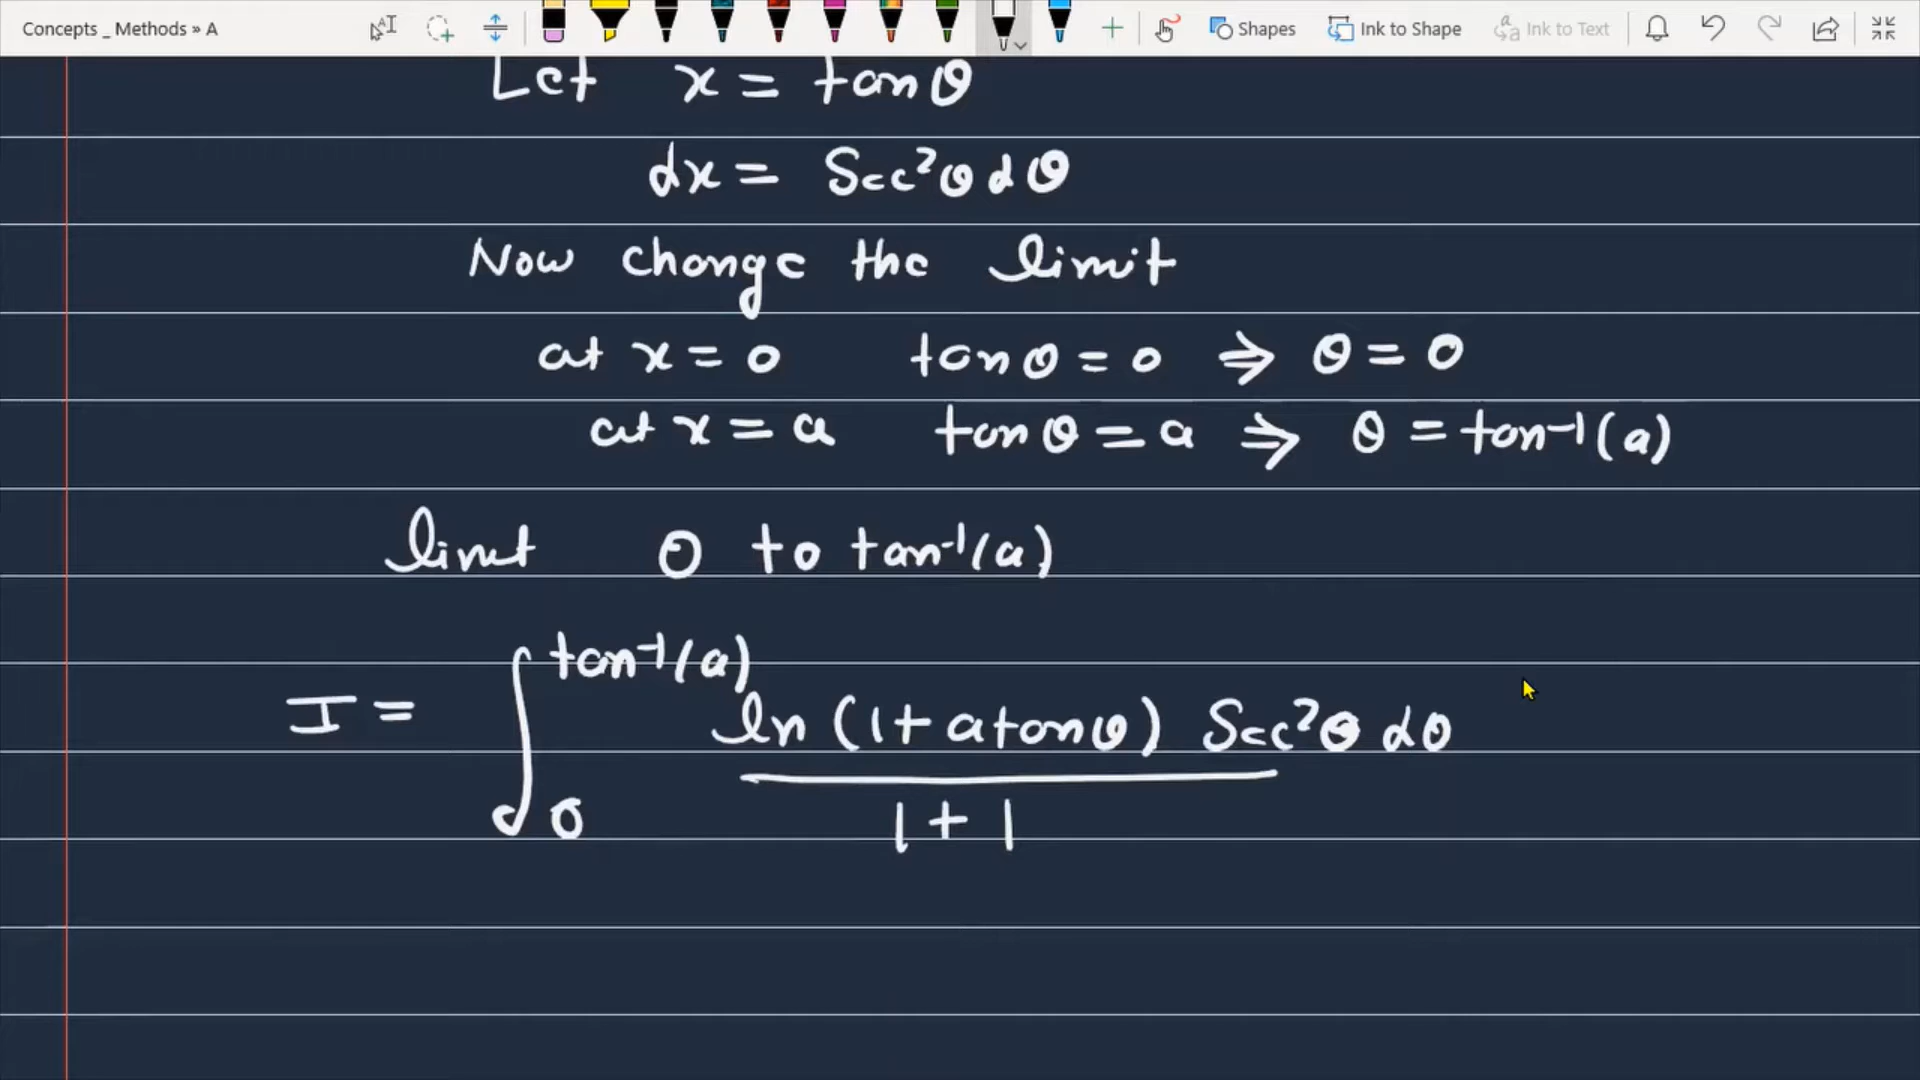 Concepts _ Methods » A
Shapes
Ink to Shape
Ink to Text
Let x = tanθ
dx = Sec²θ dθ
Now change the limit
at x = 0 tanθ = 0 ⇒ θ = 0
at x = a tanθ = a ⇒ θ = tan⁻¹(a)
limit 0 to tan⁻¹(a)
tan⁻¹(a)
I = ∫ ln (1 + a tanθ) Sec²θ dθ
0 1 + 1